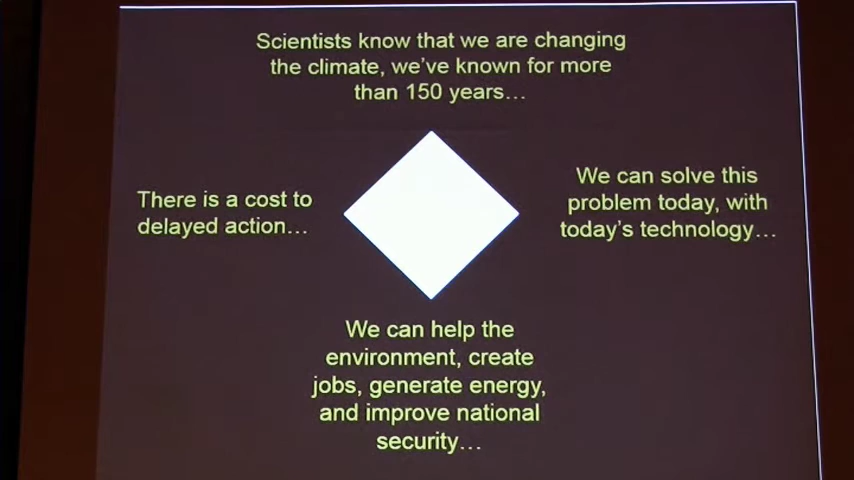 Scientists know that we are changing
the climate, we've known for more
than 150 years…
There is a cost to
delayed action…
We can solve this
problem today, with
today's technology…
We can help the
environment, create
jobs, generate energy,
and improve national
security…